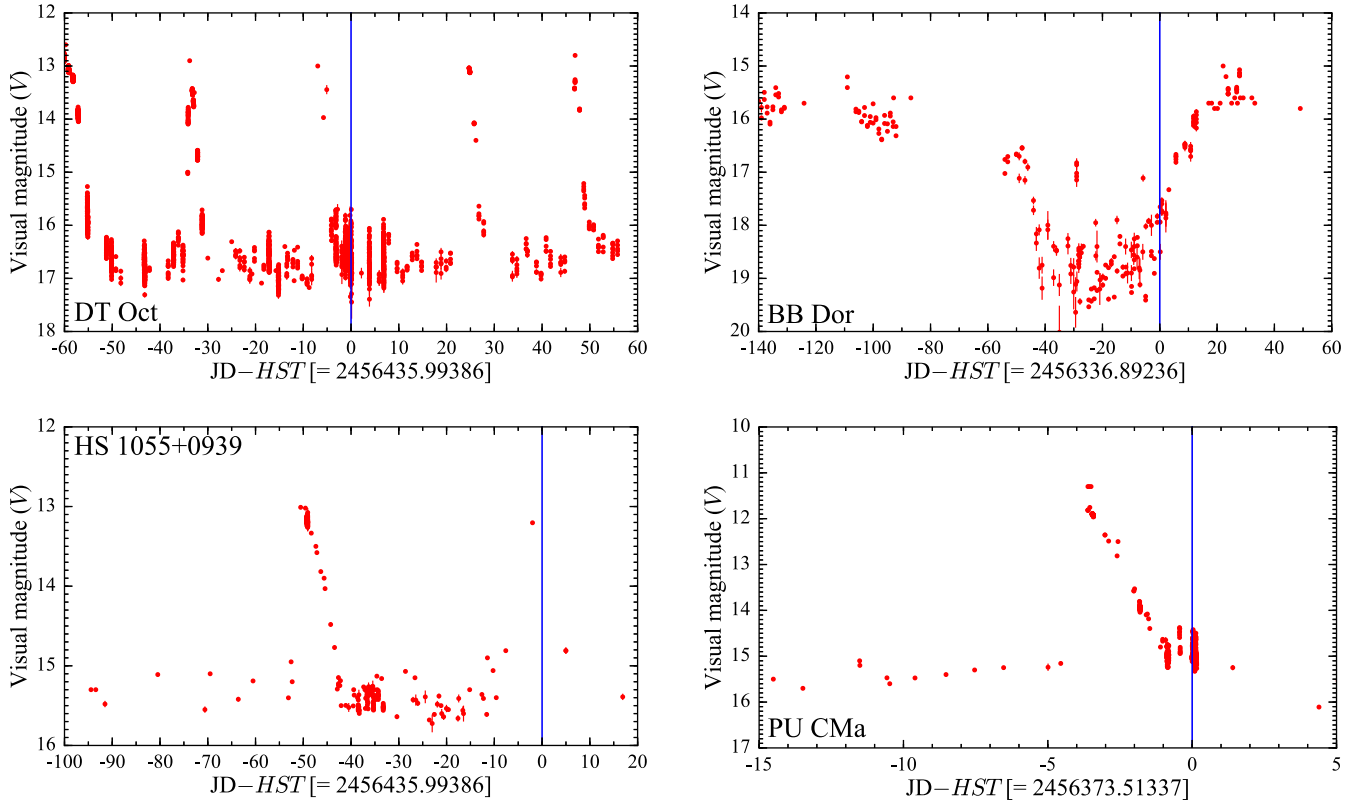 12
13
14
15
16
17
18
Visual magnitude (V)
DT Oct
-60 -50 -40 -30 -20 -10 0 10 20 30 40 50 60
JD−HST [= 2456435.99386]
14
15
16
17
18
19
20
Visual magnitude (V)
BB Dor
-140 -120 -100 -80 -60 -40 -20 0 20 40 60
JD−HST [= 2456336.89236]
12
13
14
15
16
Visual magnitude (V)
HS 1055+0939
-100 -90 -80 -70 -60 -50 -40 -30 -20 -10 0 10 20
JD−HST [= 2456435.99386]
10
11
12
13
14
15
16
17
Visual magnitude (V)
PU CMa
-15 -10 -5 0 5
JD−HST [= 2456373.51337]